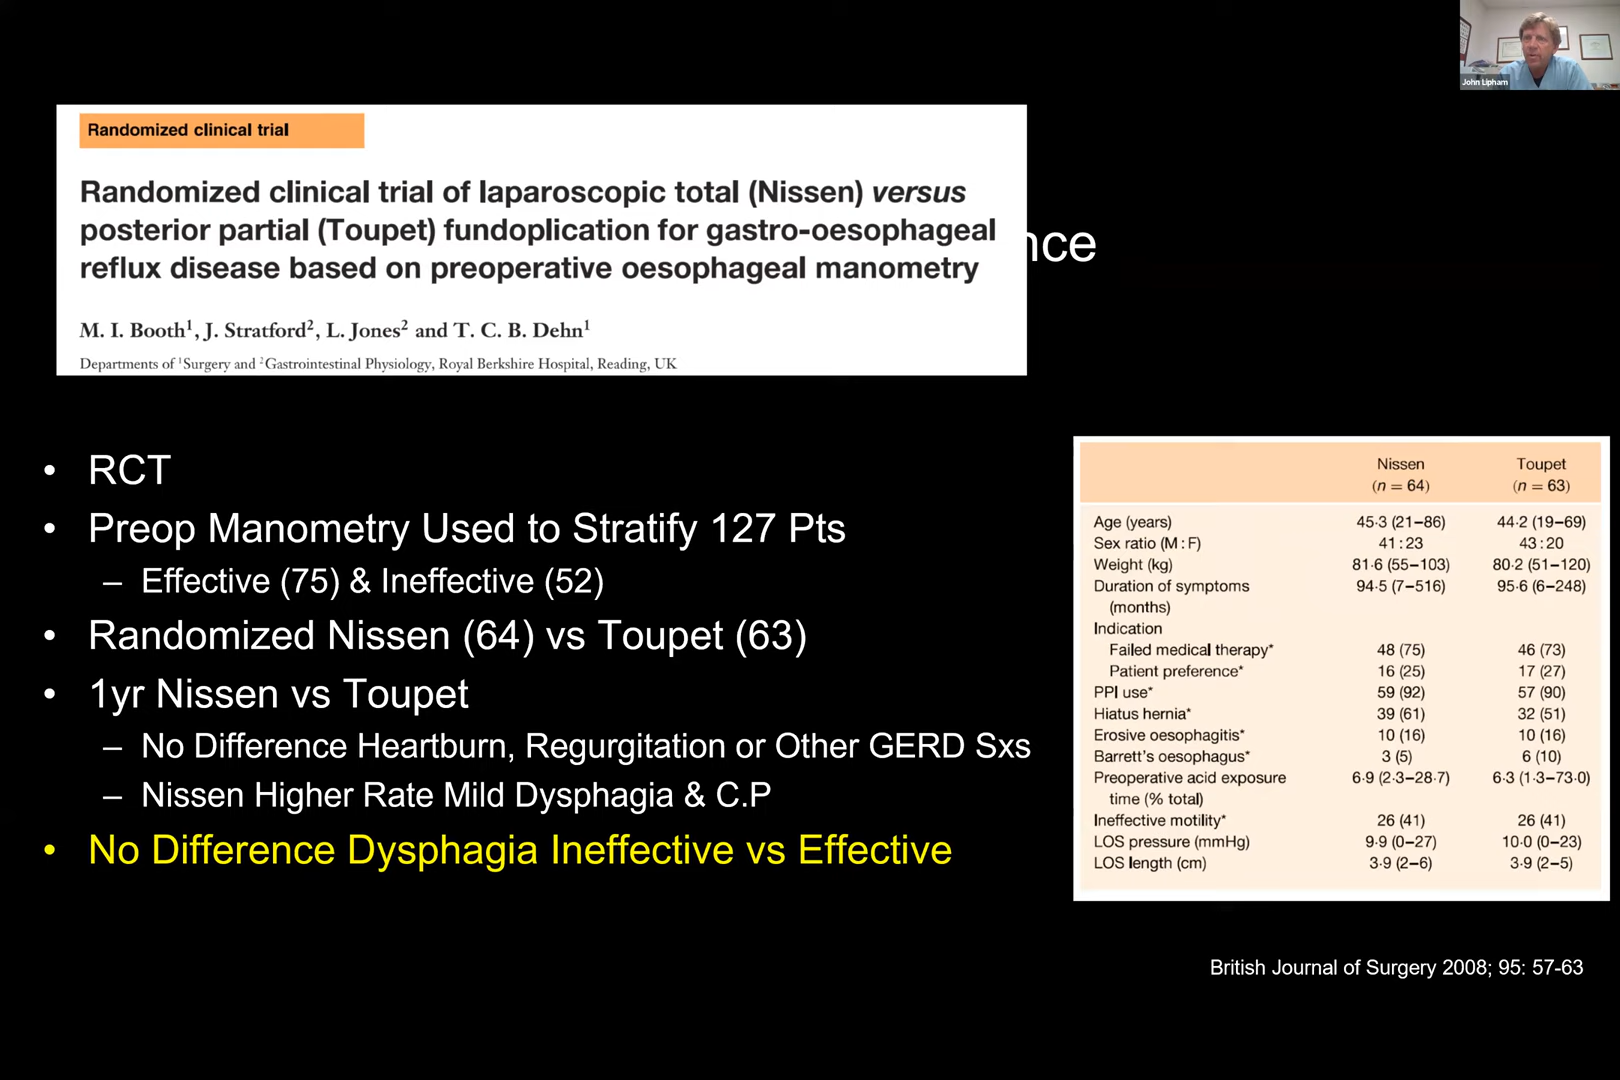 John Lipham
Randomized clinical trial
Randomized clinical trial of laparoscopic total (Nissen) versus
posterior partial (Toupet) fundoplication for gastro-oesophageal
reflux disease based on preoperative oesophageal manometry
M. I. Booth¹, J. Stratford², L. Jones² and T. C. B. Dehn¹
Departments of ¹Surgery and ²Gastrointestinal Physiology, Royal Berkshire Hospital, Reading, UK
• RCT
• Preop Manometry Used to Stratify 127 Pts
– Effective (75) & Ineffective (52)
• Randomized Nissen (64) vs Toupet (63)
• 1yr Nissen vs Toupet
– No Difference Heartburn, Regurgitation or Other GERD Sxs
– Nissen Higher Rate Mild Dysphagia & C.P
• No Difference Dysphagia Ineffective vs Effective
Nissen Toupet
(n = 64) (n = 63)
Age (years) 45·3 (21–86) 44·2 (19–69)
Sex ratio (M : F) 41 : 23 43 : 20
Weight (kg) 81·6 (55–103) 80·2 (51–120)
Duration of symptoms 94·5 (7–516) 95·6 (6–248)
(months)
Indication
Failed medical therapy* 48 (75) 46 (73)
Patient preference* 16 (25) 17 (27)
PPI use* 59 (92) 57 (90)
Hiatus hernia* 39 (61) 32 (51)
Erosive oesophagitis* 10 (16) 10 (16)
Barrett's oesophagus* 3 (5) 6 (10)
Preoperative acid exposure 6·9 (2·3–28·7) 6·3 (1·3–73·0)
time (% total)
Ineffective motility* 26 (41) 26 (41)
LOS pressure (mmHg) 9·9 (0–27) 10·0 (0–23)
LOS length (cm) 3·9 (2–6) 3·9 (2–5)
British Journal of Surgery 2008; 95: 57-63